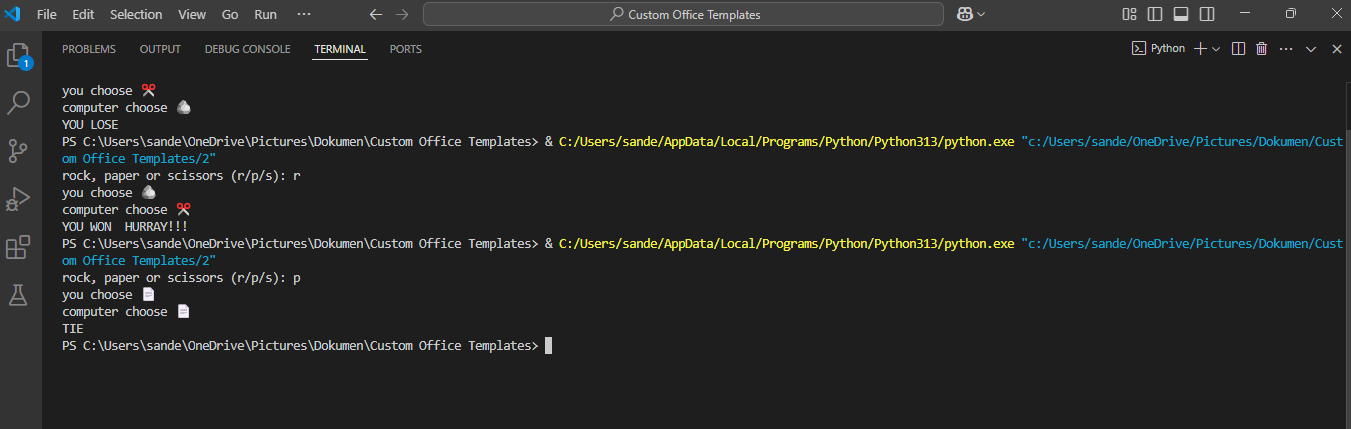 File Edit Selection View Go Run ... Custom Office Templates
1
PROBLEMS OUTPUT DEBUG CONSOLE TERMINAL PORTS Python
you choose ✂
computer choose 🪨
YOU LOSE
PS C:\Users\sande\OneDrive\Pictures\Dokumen\Custom Office Templates> & C:/Users/sande/AppData/Local/Programs/Python/Python313/python.exe "c:/Users/sande/OneDrive/Pictures/Dokumen/Cust
om Office Templates/2"
rock, paper or scissors (r/p/s): r
you choose 🪨
computer choose ✂
YOU WON  HURRAY!!!
PS C:\Users\sande\OneDrive\Pictures\Dokumen\Custom Office Templates> & C:/Users/sande/AppData/Local/Programs/Python/Python313/python.exe "c:/Users/sande/OneDrive/Pictures/Dokumen/Cust
om Office Templates/2"
rock, paper or scissors (r/p/s): p
you choose 📄
computer choose 📄
TIE
PS C:\Users\sande\OneDrive\Pictures\Dokumen\Custom Office Templates>